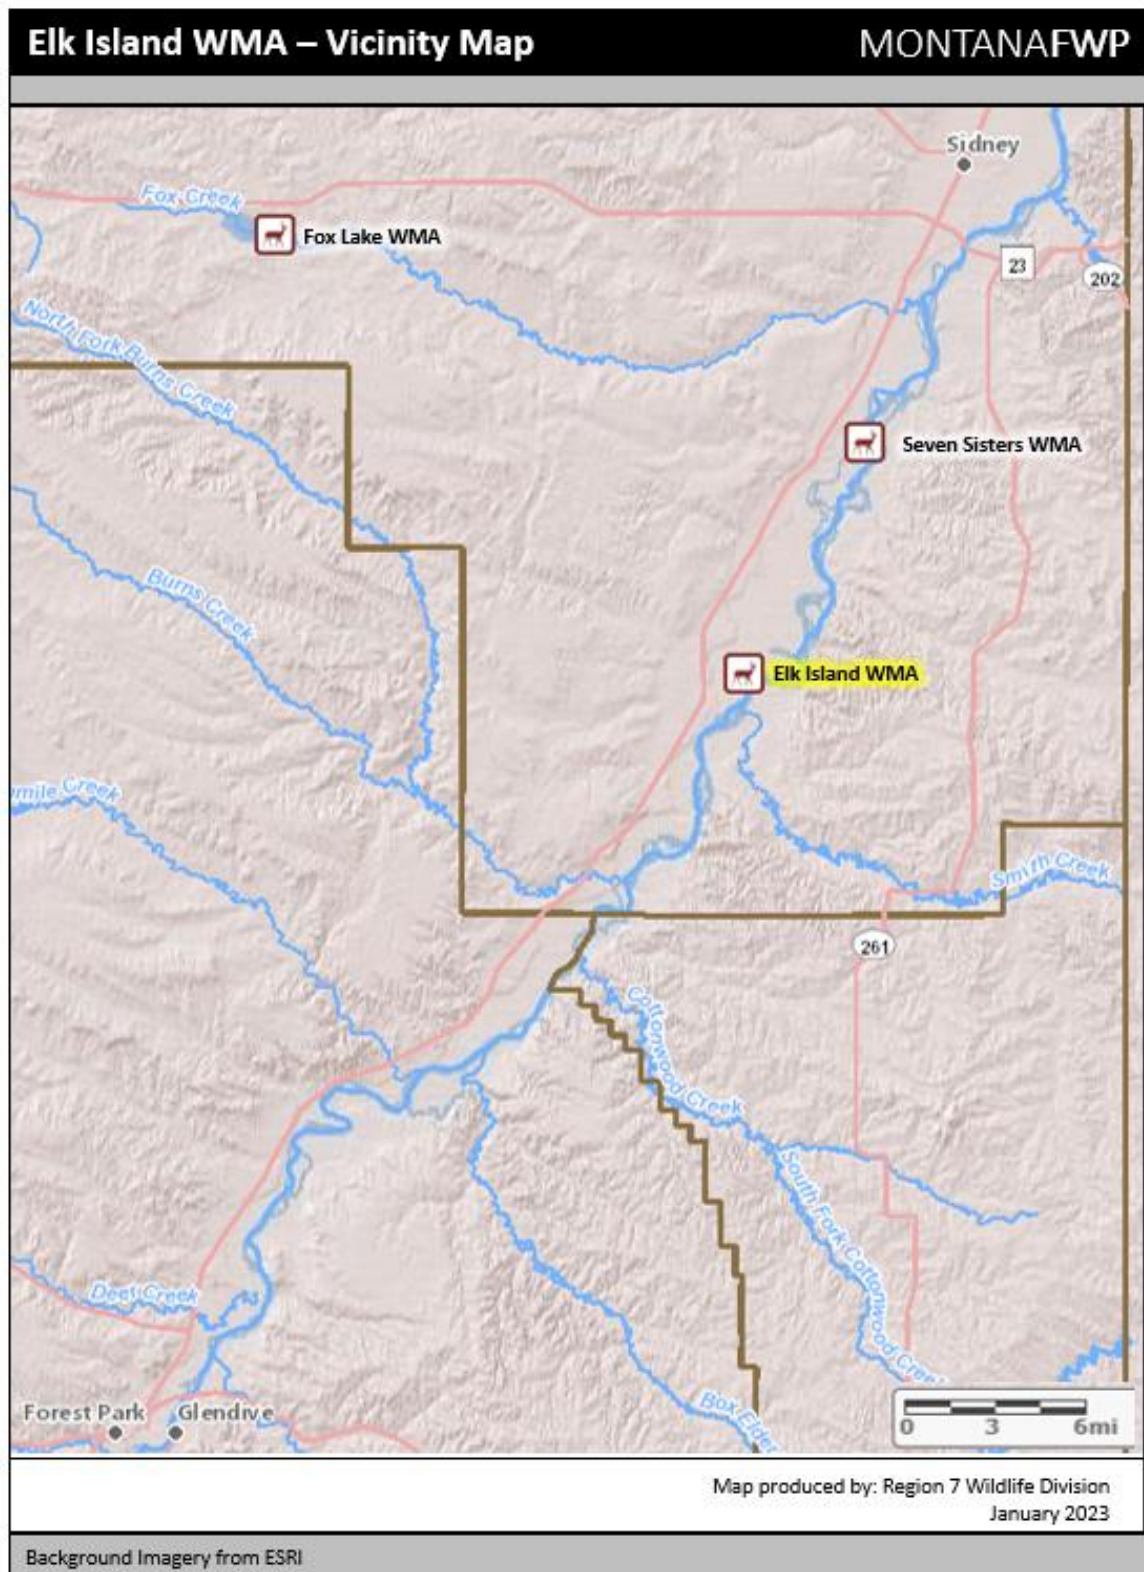 Elk Island WMA – Vicinity Map
MONTANAFWP
Sidney
Fox Creek
Fox Lake WMA
23
202
North Fork Burns Creek
Seven Sisters WMA
Burns Creek
Elk Island WMA
mile Creek
Smith Creek
261
Cottonwood Creek
South Fork Cottonwood Creek
Deer Creek
Forest Park
Glendive
Box Elder
0 3 6mi
Map produced by: Region 7 Wildlife Division
January 2023
Background Imagery from ESRI